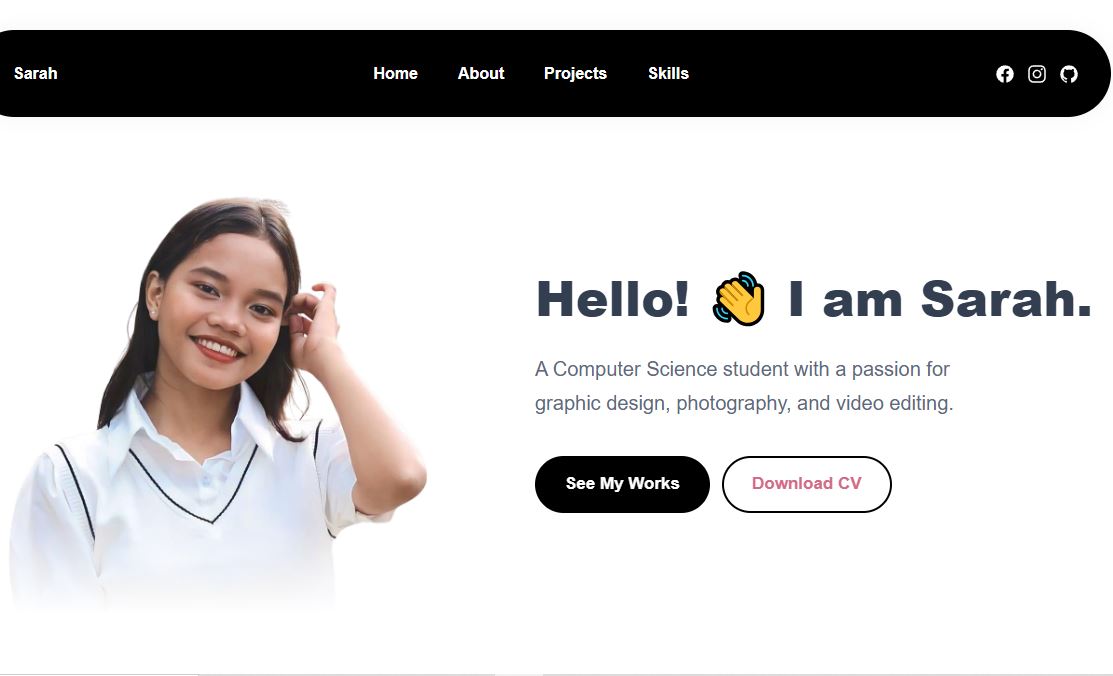 Sarah
Home About Projects Skills
Hello! 👋 I am Sarah.
A Computer Science student with a passion for
graphic design, photography, and video editing.
See My Works Download CV